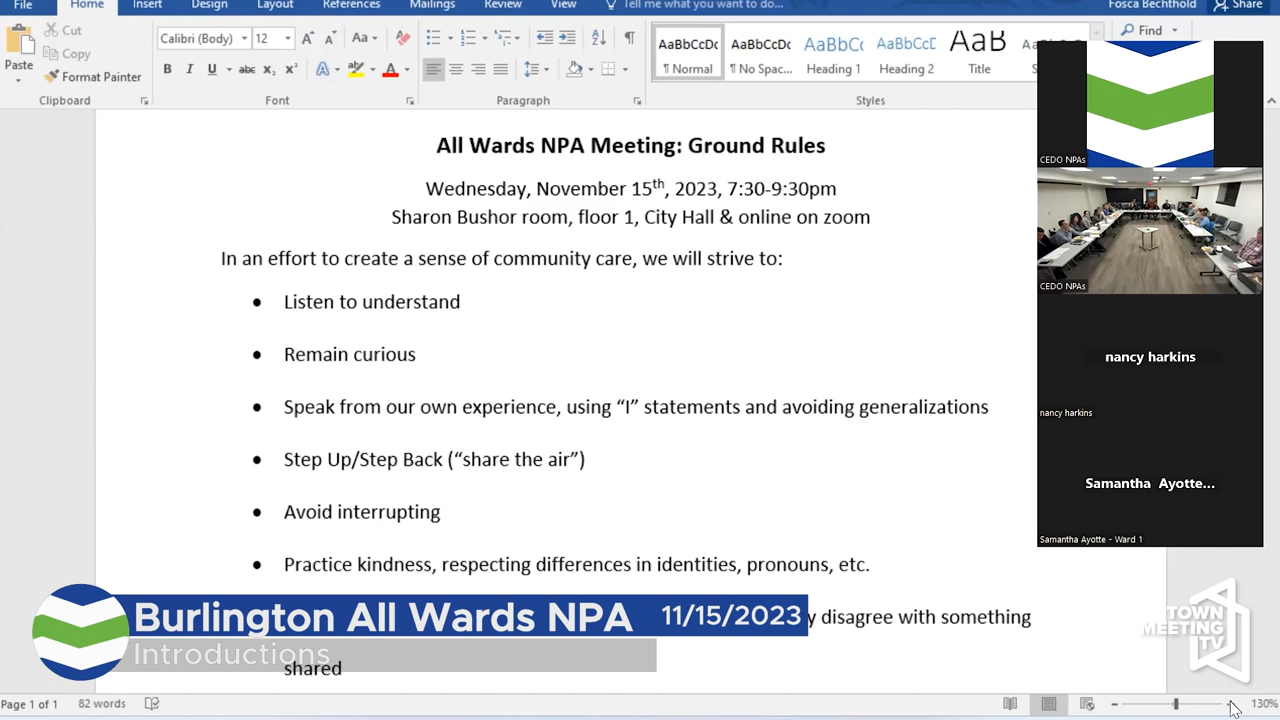 File Home Insert Design Layout References Mailings Review View Tell me what you want to do... Fosca Bechthold Share
Cut
Copy
Paste
Format Painter
Clipboard
Calibri (Body) 12
Font
Paragraph
AaBbCcDc AaBbCcDc AaBbCc AaBbCcD AaB
¶ Normal ¶ No Spac... Heading 1 Heading 2 Title
Styles
Find
All Wards NPA Meeting: Ground Rules
Wednesday, November 15th, 2023, 7:30-9:30pm
Sharon Bushor room, floor 1, City Hall & online on zoom
In an effort to create a sense of community care, we will strive to:
• Listen to understand
• Remain curious
• Speak from our own experience, using “I” statements and avoiding generalizations
• Step Up/Step Back (“share the air”)
• Avoid interrupting
• Practice kindness, respecting differences in identities, pronouns, etc.
y disagree with something
shared
CEDO NPAs
CEDO NPAs
nancy harkins
nancy harkins
Samantha Ayotte...
Samantha Ayotte - Ward 1
Burlington All Wards NPA 11/15/2023
Introductions
TOWN
MEETING
TV
Page 1 of 1 82 words 130%